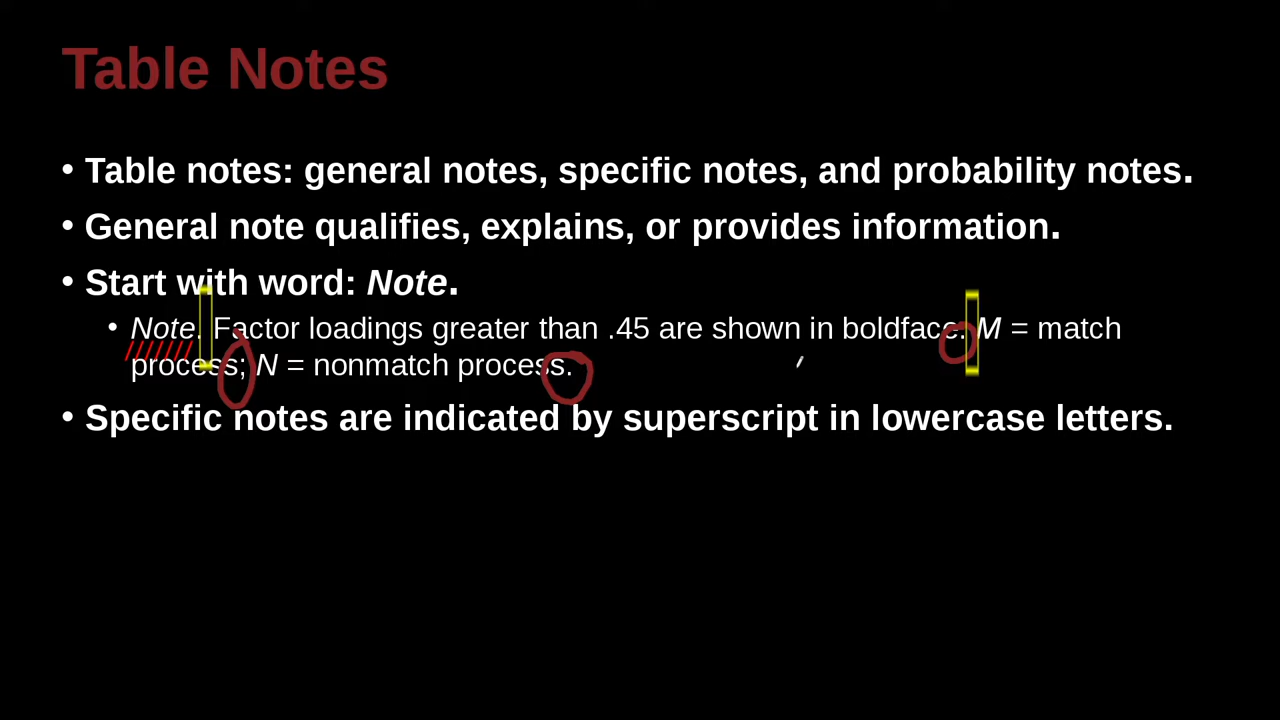 Table Notes
• Table notes: general notes, specific notes, and probability notes.
• General note qualifies, explains, or provides information.
• Start with word: Note.
• Note. Factor loadings greater than .45 are shown in boldface. M = match
process; N = nonmatch process.
• Specific notes are indicated by superscript in lowercase letters.